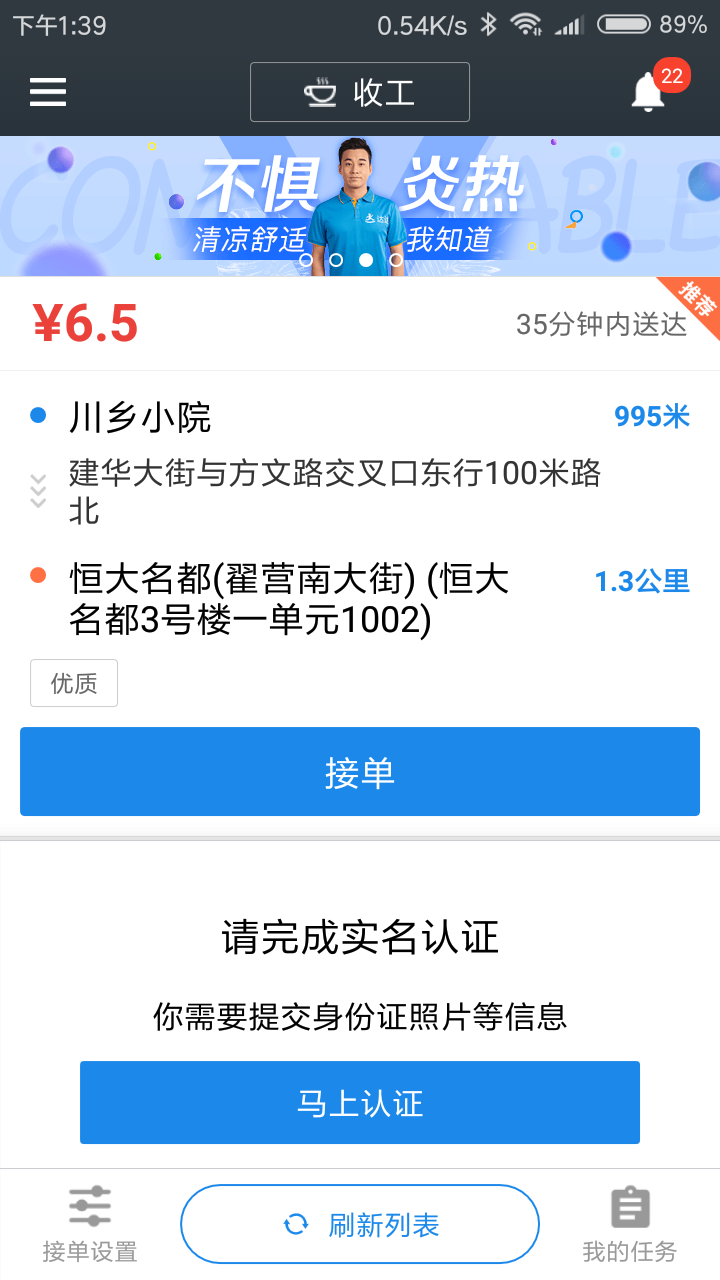 下午1:39
0.54K/s
89%
收工
22
不惧 炎热
清凉舒适 我知道
推荐
¥6.5
35分钟内送达
川乡小院
995米
建华大街与方文路交叉口东行100米路
北
恒大名都(翟营南大街) (恒大
1.3公里
名都3号楼一单元1002)
优质
接单
请完成实名认证
你需要提交身份证照片等信息
马上认证
接单设置
刷新列表
我的任务